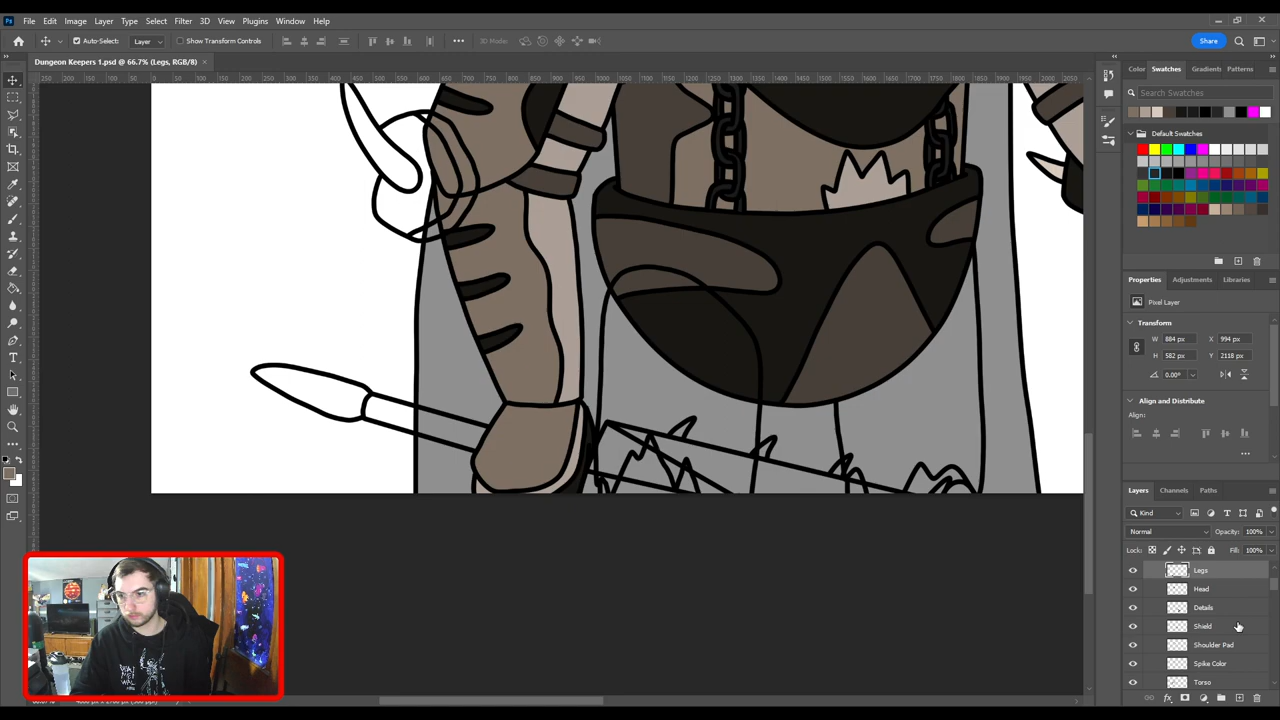 Ps File Edit Image Layer Type Select Filter 3D View Plugins Window Help
Auto-Select: Layer Show Transform Controls 3D Mode: Share
Dungeon Keepers 1.psd @ 66.7% (Legs, RGB/8) ×
Color Swatches Gradients Patterns
Search Swatches
Default Swatches
Properties Adjustments Libraries
Pixel Layer
Transform
W 884 px X 994 px
H 582 px Y 2118 px
0.00°
Align and Distribute
Align:
Layers Channels Paths
Kind
Normal Opacity: 100%
Lock: Fill: 100%
Legs
Head
Details
Shield
Shoulder Pad
Spike Color
Torso